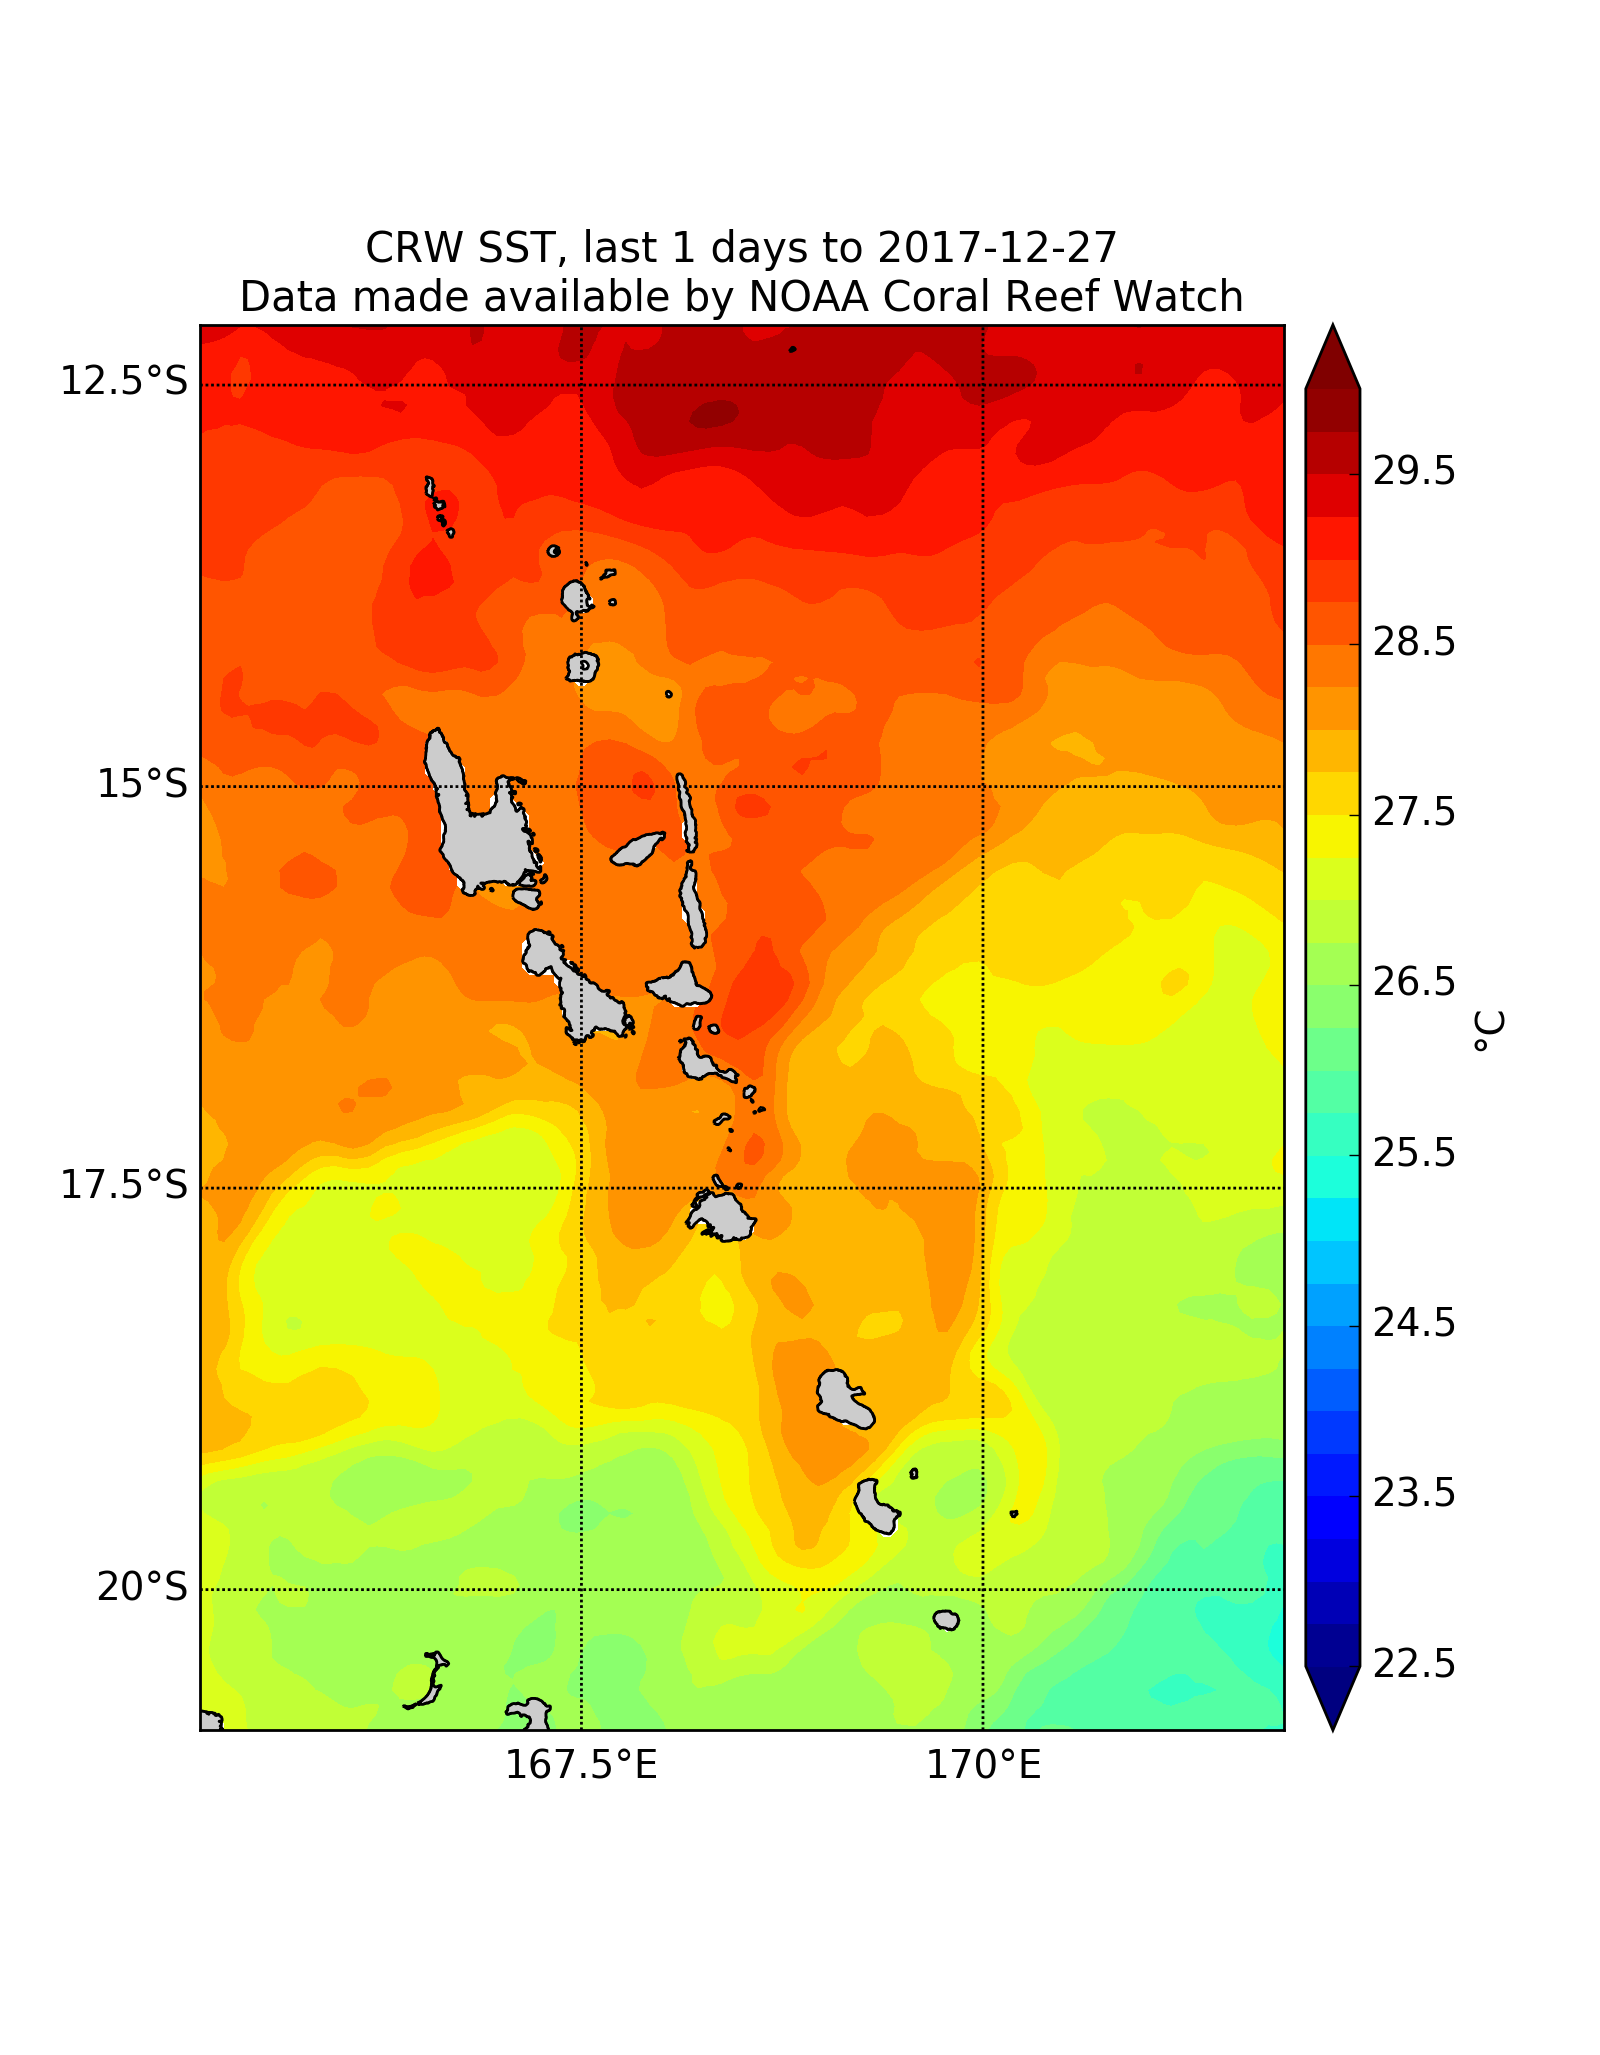 CRW SST, last 1 days to 2017-12-27
Data made available by NOAA Coral Reef Watch
12.5°S
15°S
17.5°S
20°S
167.5°E
170°E
29.5
28.5
27.5
26.5
25.5
24.5
23.5
22.5
°C